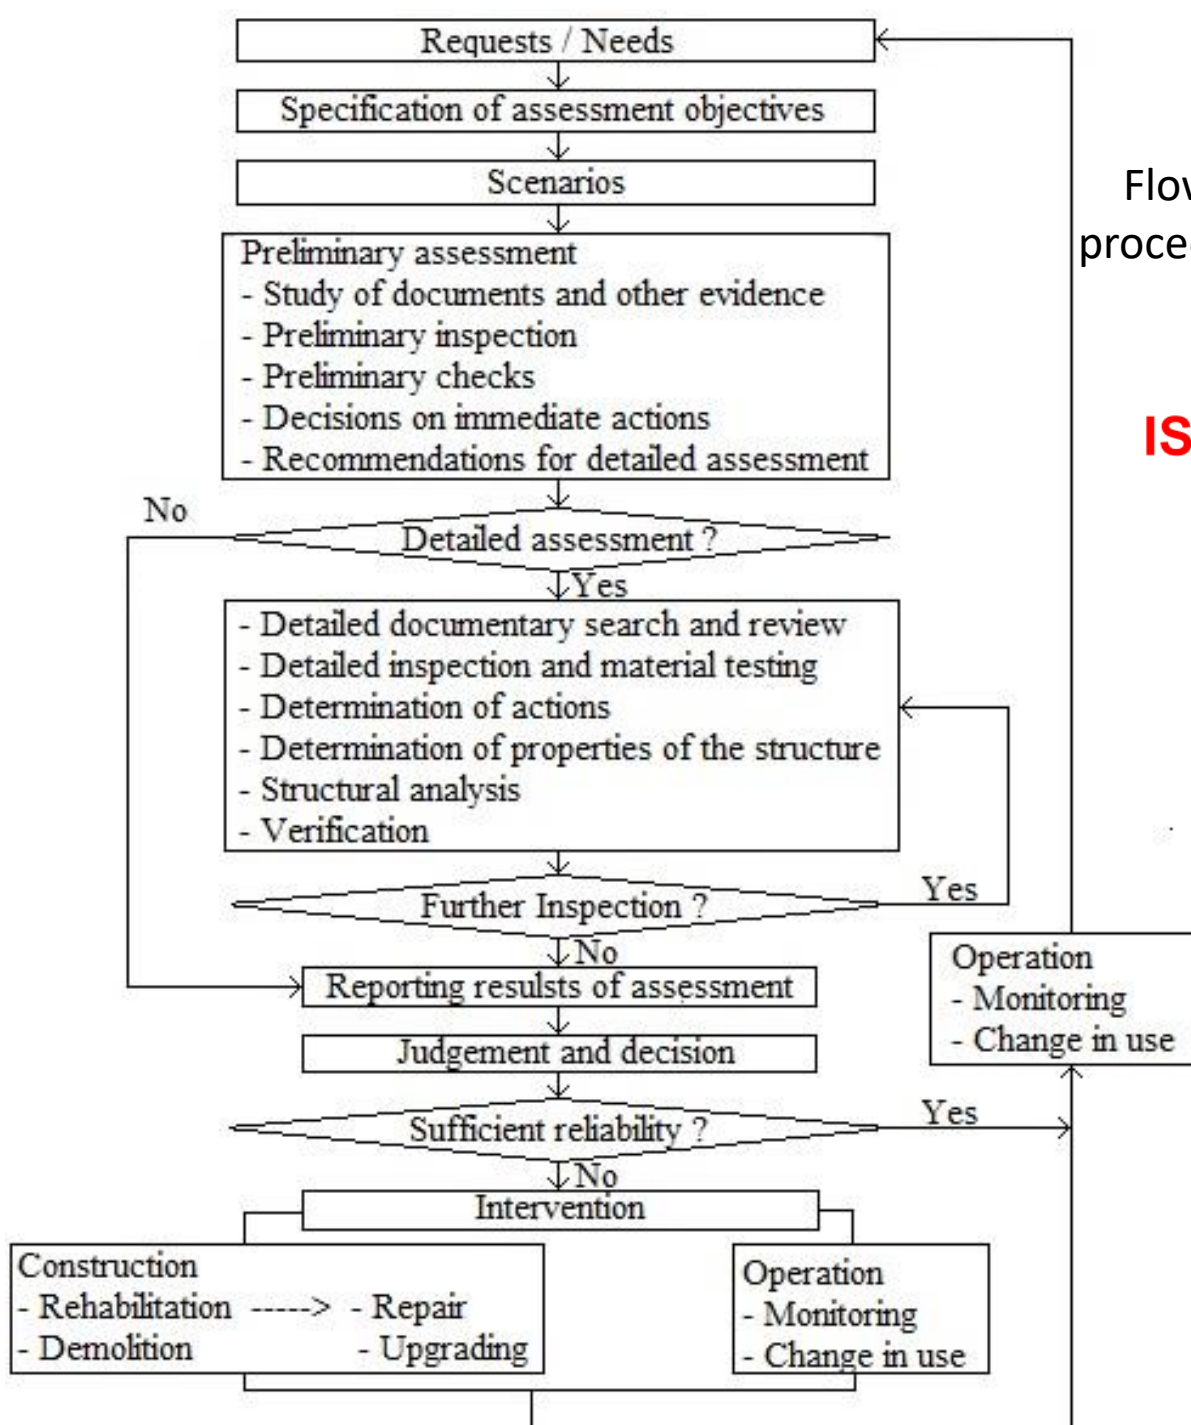 Requests / Needs
Specification of assessment objectives
Scenarios
Preliminary assessment
- Study of documents and other evidence
- Preliminary inspection
- Preliminary checks
- Decisions on immediate actions
- Recommendations for detailed assessment
No
Detailed assessment ?
Yes
- Detailed documentary search and review
- Detailed inspection and material testing
- Determination of actions
- Determination of properties of the structure
- Structural analysis
- Verification
Further Inspection ?
Yes
No
Reporting resulsts of assessment
Judgement and decision
Sufficient reliability ?
Yes
No
Intervention
Construction
- Rehabilitation -----> - Repair
- Demolition - Upgrading
Operation
- Monitoring
- Change in use
Operation
- Monitoring
- Change in use
Flow
proce
IS